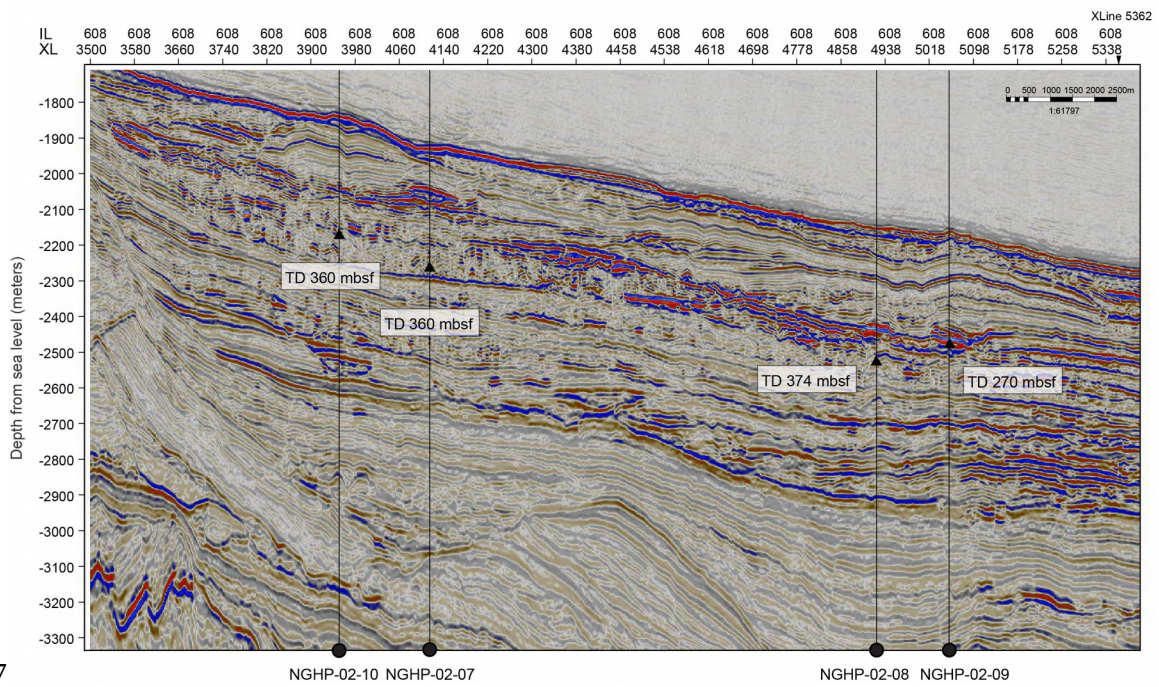 XLine 5362
IL 608 608 608 608 608 608 608 608 608 608 608 608 608 608 608 608 608 608 608 608 608 608 608 608
XL 3500 3580 3660 3740 3820 3900 3980 4060 4140 4220 4300 4380 4458 4538 4618 4698 4778 4858 4938 5018 5098 5178 5258 5338
Depth from sea level (meters)
-1800
-1900
-2000
-2100
-2200
-2300
-2400
-2500
-2600
-2700
-2800
-2900
-3000
-3100
-3200
-3300
0 500 1000 1500 2000 2500m
1:61797
TD 360 mbsf
TD 360 mbsf
TD 374 mbsf
TD 270 mbsf
NGHP-02-10 NGHP-02-07 NGHP-02-08 NGHP-02-09
7